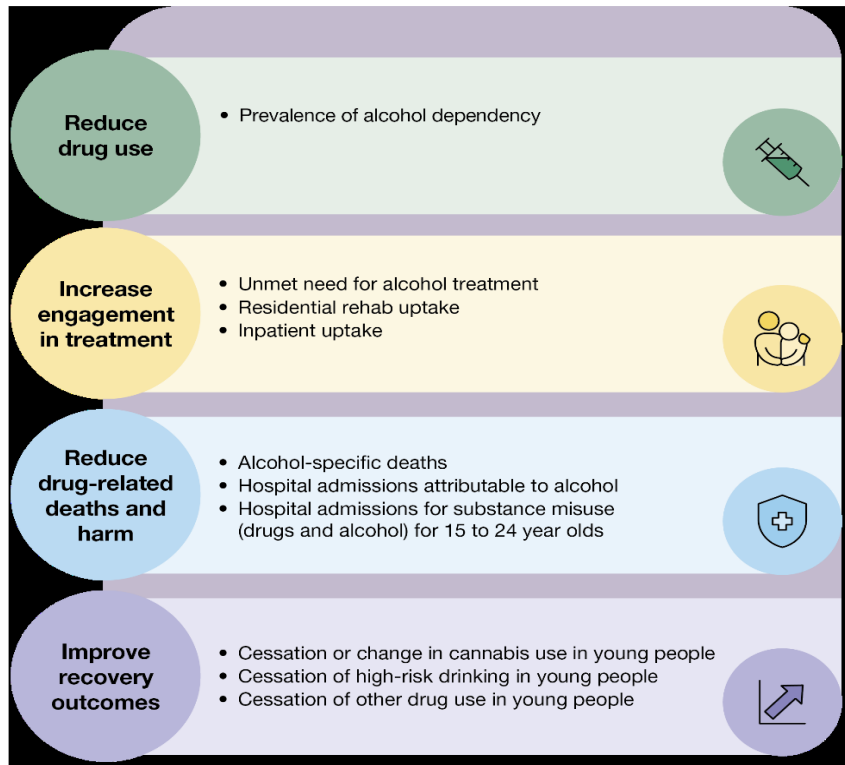 Reduce
drug use
• Prevalence of alcohol dependency
Increase
engagement
in treatment
• Unmet need for alcohol treatment
• Residential rehab uptake
• Inpatient uptake
Reduce
drug-related
deaths and
harm
• Alcohol-specific deaths
• Hospital admissions attributable to alcohol
• Hospital admissions for substance misuse
(drugs and alcohol) for 15 to 24 year olds
Improve
recovery
outcomes
• Cessation or change in cannabis use in young people
• Cessation of high-risk drinking in young people
• Cessation of other drug use in young people